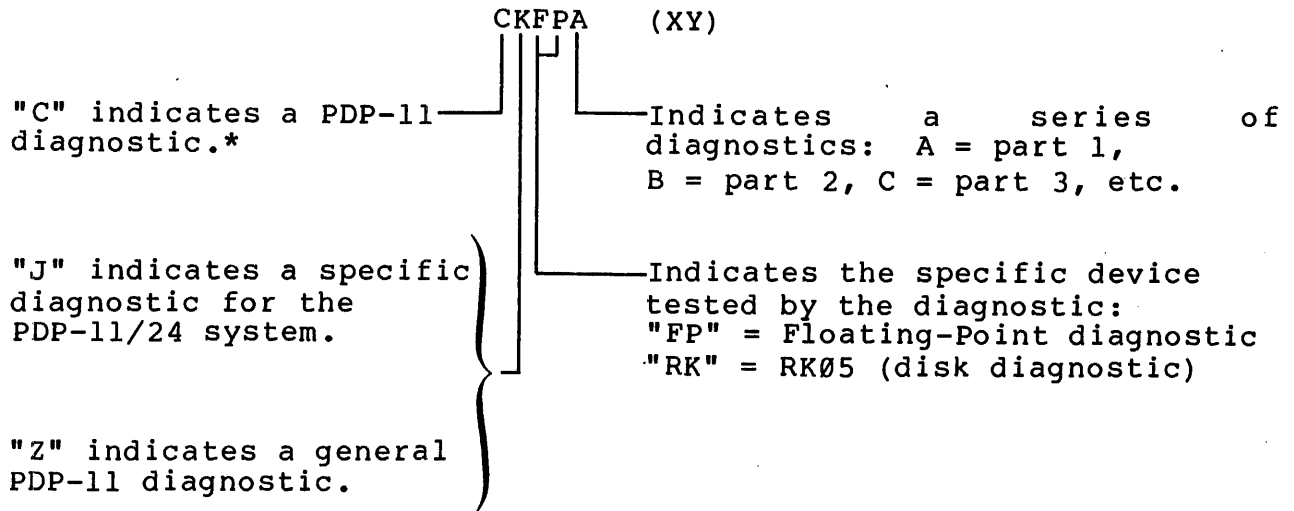 CKFPA (XY)
"C" indicates a PDP-11
diagnostic.*
Indicates a series of
diagnostics: A = part 1,
B = part 2, C = part 3, etc.
"J" indicates a specific
diagnostic for the
PDP-11/24 system.
Indicates the specific device
tested by the diagnostic:
"FP" = Floating-Point diagnostic
"RK" = RKØ5 (disk diagnostic)
"Z" indicates a general
PDP-11 diagnostic.